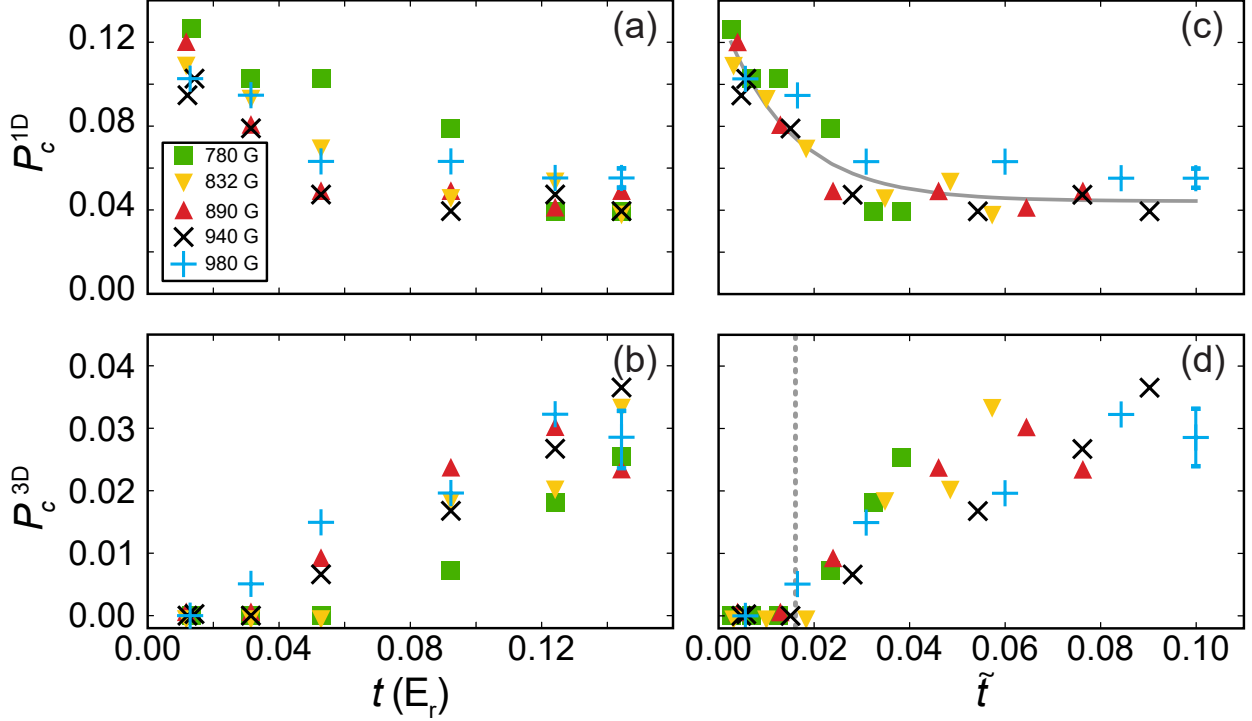 (a)
0.12
0.08
0.04
0.00
P_c^{1D}
780 G
832 G
890 G
940 G
980 G
(c)
(b)
0.04
0.03
0.02
0.01
0.00
P_c^{3D}
0.00 0.04 0.08 0.12
t (E_r)
(d)
0.00 0.02 0.04 0.06 0.08 0.10
t̃